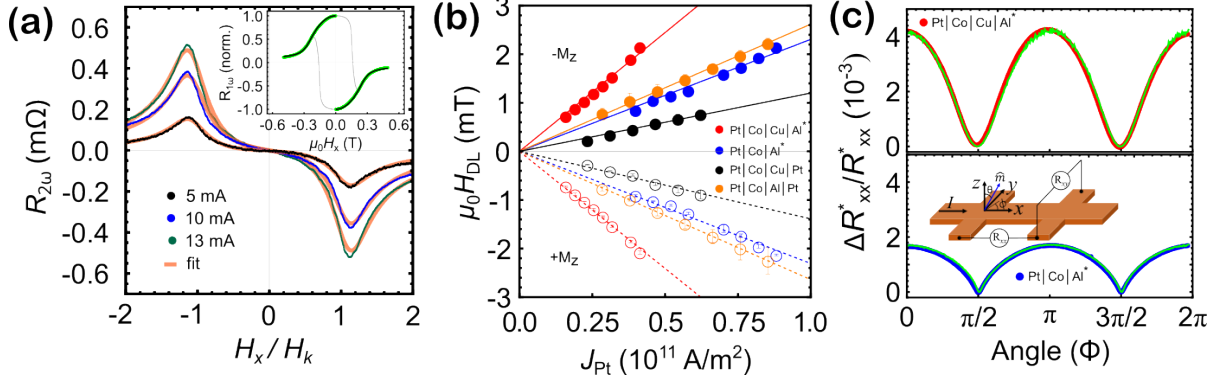 (a)
R2ω (mΩ)
0.6
0.4
0.2
0.0
-0.2
-0.4
-0.6
-2
-1
0
1
2
Hx / Hk
5 mA
10 mA
13 mA
fit
R1ω (norm.)
1.0
0.5
0.0
-0.5
-1.0
-0.6
-0.3
0.0
0.3
0.6
μ0Hx (T)
(b)
μ0HDL (mT)
3
2
1
0
-1
-2
-3
-Mz
+Mz
Pt|Co|Cu|Al*
Pt|Co|Al*
Pt|Co|Cu|Pt
Pt|Co|Al|Pt
0.00
0.25
0.50
0.75
1.00
JPt (10^11 A/m^2)
(c)
ΔR*xx/R*xx (10^-3)
Pt|Co|Cu|Al*
4
2
0
4
2
0
I
z
θ
m̂
y
x
Rxy
Pt|Co|Al*
0
π/2
π
3π/2
2π
Angle (Φ)